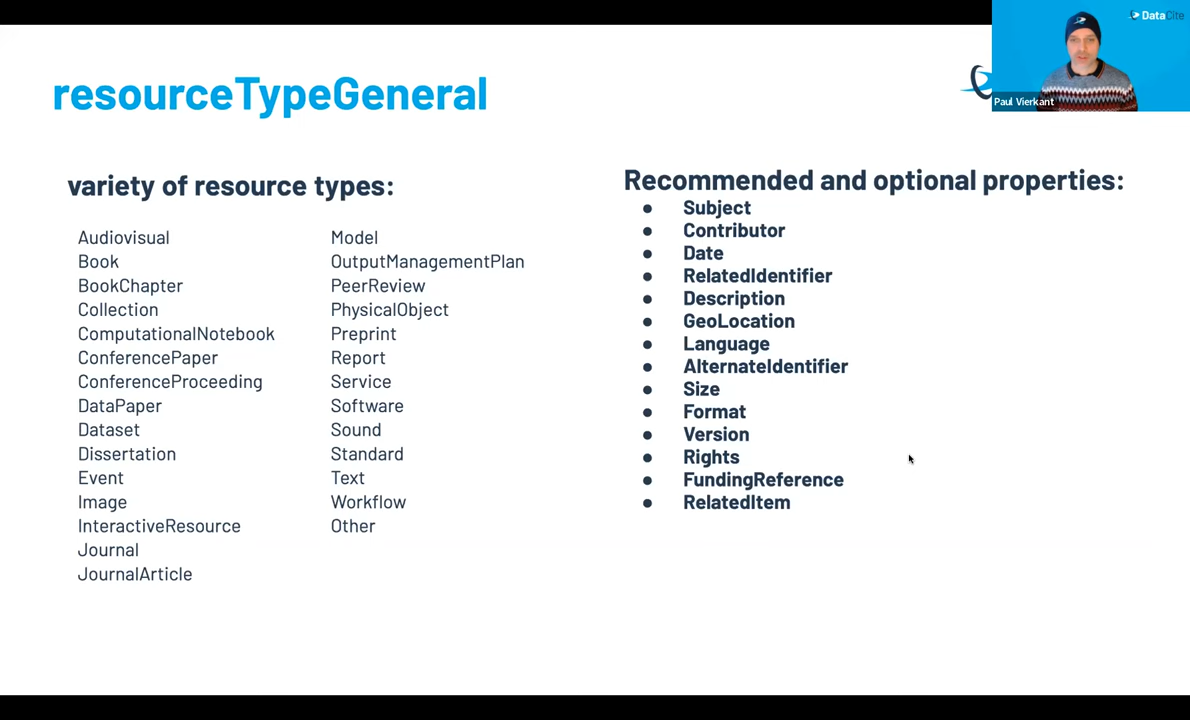 DataCite
Paul Vierkant
resourceTypeGeneral
variety of resource types:
Audiovisual
Book
BookChapter
Collection
ComputationalNotebook
ConferencePaper
ConferenceProceeding
DataPaper
Dataset
Dissertation
Event
Image
InteractiveResource
Journal
JournalArticle
Model
OutputManagementPlan
PeerReview
PhysicalObject
Preprint
Report
Service
Software
Sound
Standard
Text
Workflow
Other
Recommended and optional properties:
● Subject
● Contributor
● Date
● RelatedIdentifier
● Description
● GeoLocation
● Language
● AlternateIdentifier
● Size
● Format
● Version
● Rights
● FundingReference
● RelatedItem